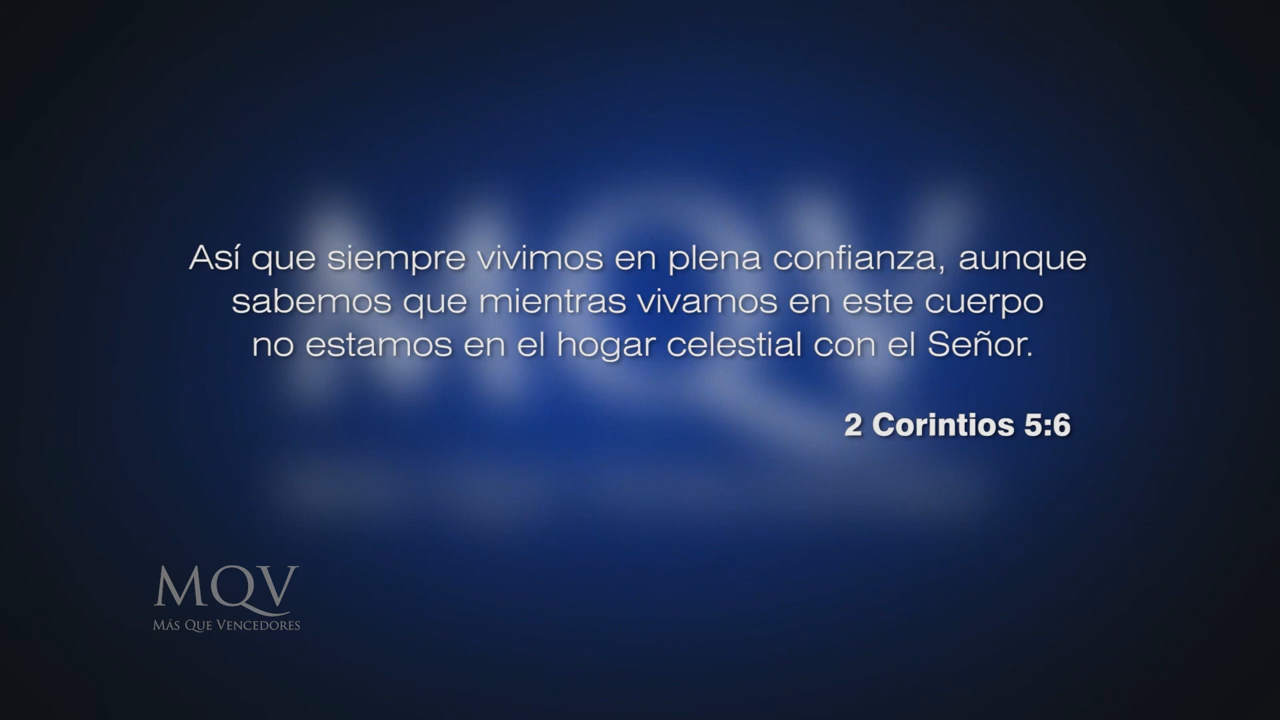 Así que siempre vivimos en plena confianza, aunque
sabemos que mientras vivamos en este cuerpo
no estamos en el hogar celestial con el Señor.
2 Corintios 5:6
MQV
MÁS QUE VENCEDORES